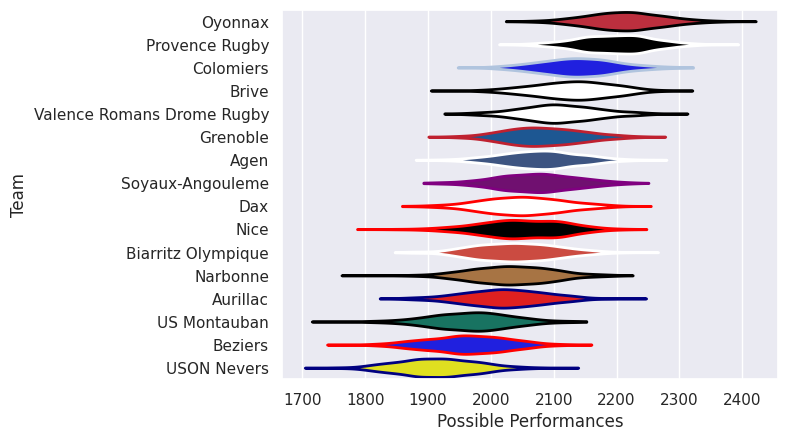 Oyonnax
Provence Rugby
Colomiers
Brive
Valence Romans Drome Rugby
Grenoble
Agen
Soyaux-Angouleme
Dax
Nice
Biarritz Olympique
Narbonne
Aurillac
US Montauban
Beziers
USON Nevers
Team
1700 1800 1900 2000 2100 2200 2300 2400
Possible Performances